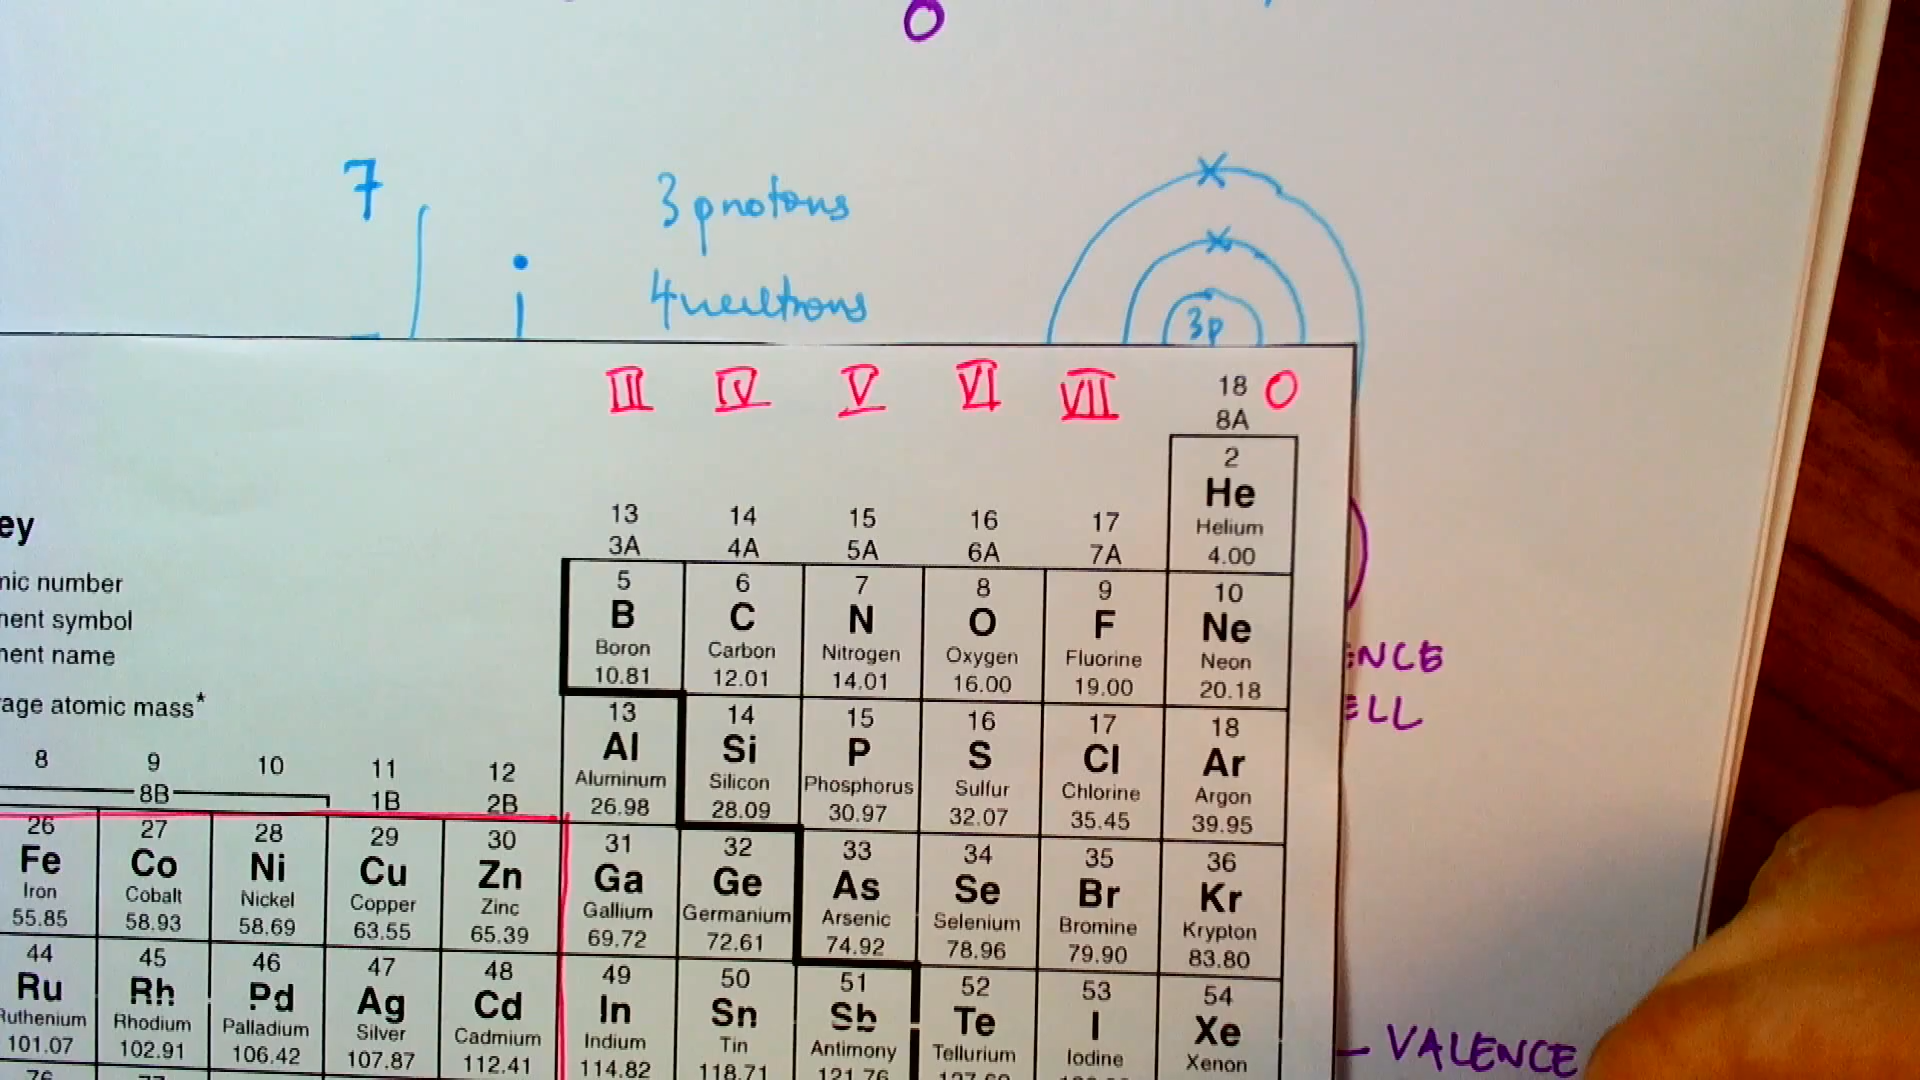 0
7
3 protons
4 neutrons
i
3p
III IV V VI VII 18 0
8A
2
He
Helium
4.00
13 14 15 16 17
3A 4A 5A 6A 7A
5 6 7 8 9 10
B C N O F Ne
Boron Carbon Nitrogen Oxygen Fluorine Neon
10.81 12.01 14.01 16.00 19.00 20.18
ey
mic number
ment symbol
ment name
rage atomic mass*
ENCE
ELL
13 14 15 16 17 18
Al Si P S Cl Ar
Aluminum Silicon Phosphorus Sulfur Chlorine Argon
26.98 28.09 30.97 32.07 35.45 39.95
8 9 10 11 12
8B 1B 2B
26 27 28 29 30 31 32 33 34 35 36
Fe Co Ni Cu Zn Ga Ge As Se Br Kr
Iron Cobalt Nickel Copper Zinc Gallium Germanium Arsenic Selenium Bromine Krypton
55.85 58.93 58.69 63.55 65.39 69.72 72.61 74.92 78.96 79.90 83.80
44 45 46 47 48 49 50 51 52 53 54
Ru Rh Pd Ag Cd In Sn Sb Te I Xe
Ruthenium Rhodium Palladium Silver Cadmium Indium Tin Antimony Tellurium Iodine Xenon
101.07 102.91 106.42 107.87 112.41 114.82 118.71 121.76
76
VALENCE